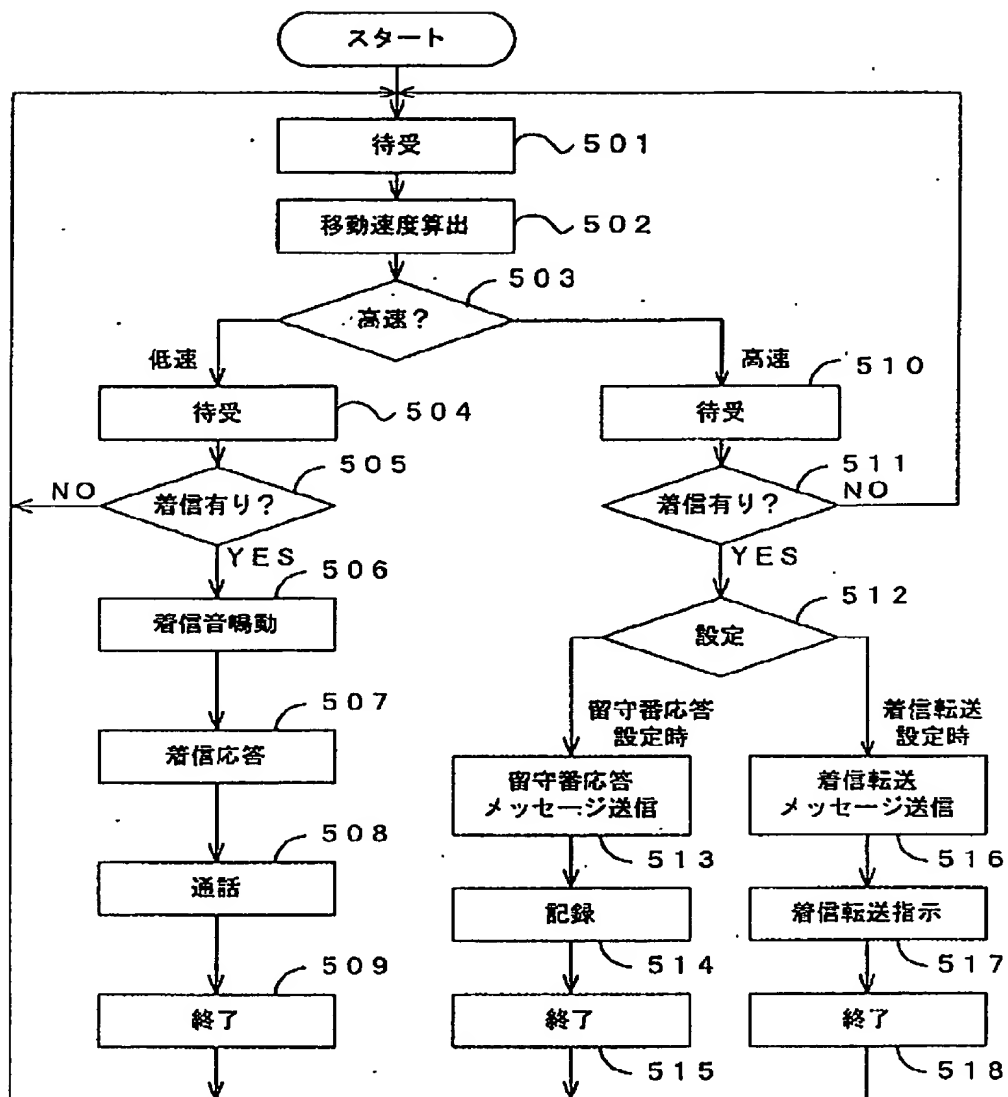 スタート
待受
501
移動速度算出
502
503
高速?
低速
高速
510
待受
504
待受
505
511
NO
着信有り?
着信有り?
NO
YES
YES
506
512
着信音鳴動
設定
507
留守番応答
設定時
着信転送
設定時
着信応答
留守番応答
メッセージ送信
着信転送
メッセージ送信
508
513
516
通話
記録
着信転送指示
509
514
517
終了
終了
終了
515
518